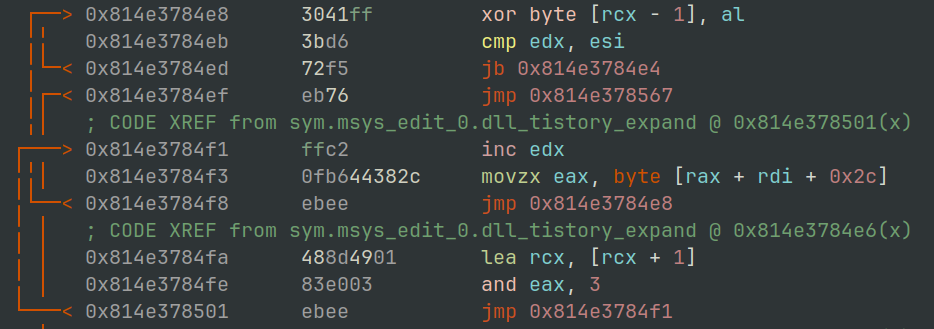 0x814e3784e8 3041ff xor byte [rcx - 1], al
0x814e3784eb 3bd6 cmp edx, esi
0x814e3784ed 72f5 jb 0x814e3784e4
0x814e3784ef eb76 jmp 0x814e378567
; CODE XREF from sym.msys_edit_0.dll_tistory_expand @ 0x814e378501(x)
0x814e3784f1 ffc2 inc edx
0x814e3784f3 0fb644382c movzx eax, byte [rax + rdi + 0x2c]
0x814e3784f8 ebee jmp 0x814e3784e8
; CODE XREF from sym.msys_edit_0.dll_tistory_expand @ 0x814e3784e6(x)
0x814e3784fa 488d4901 lea rcx, [rcx + 1]
0x814e3784fe 83e003 and eax, 3
0x814e378501 ebee jmp 0x814e3784f1